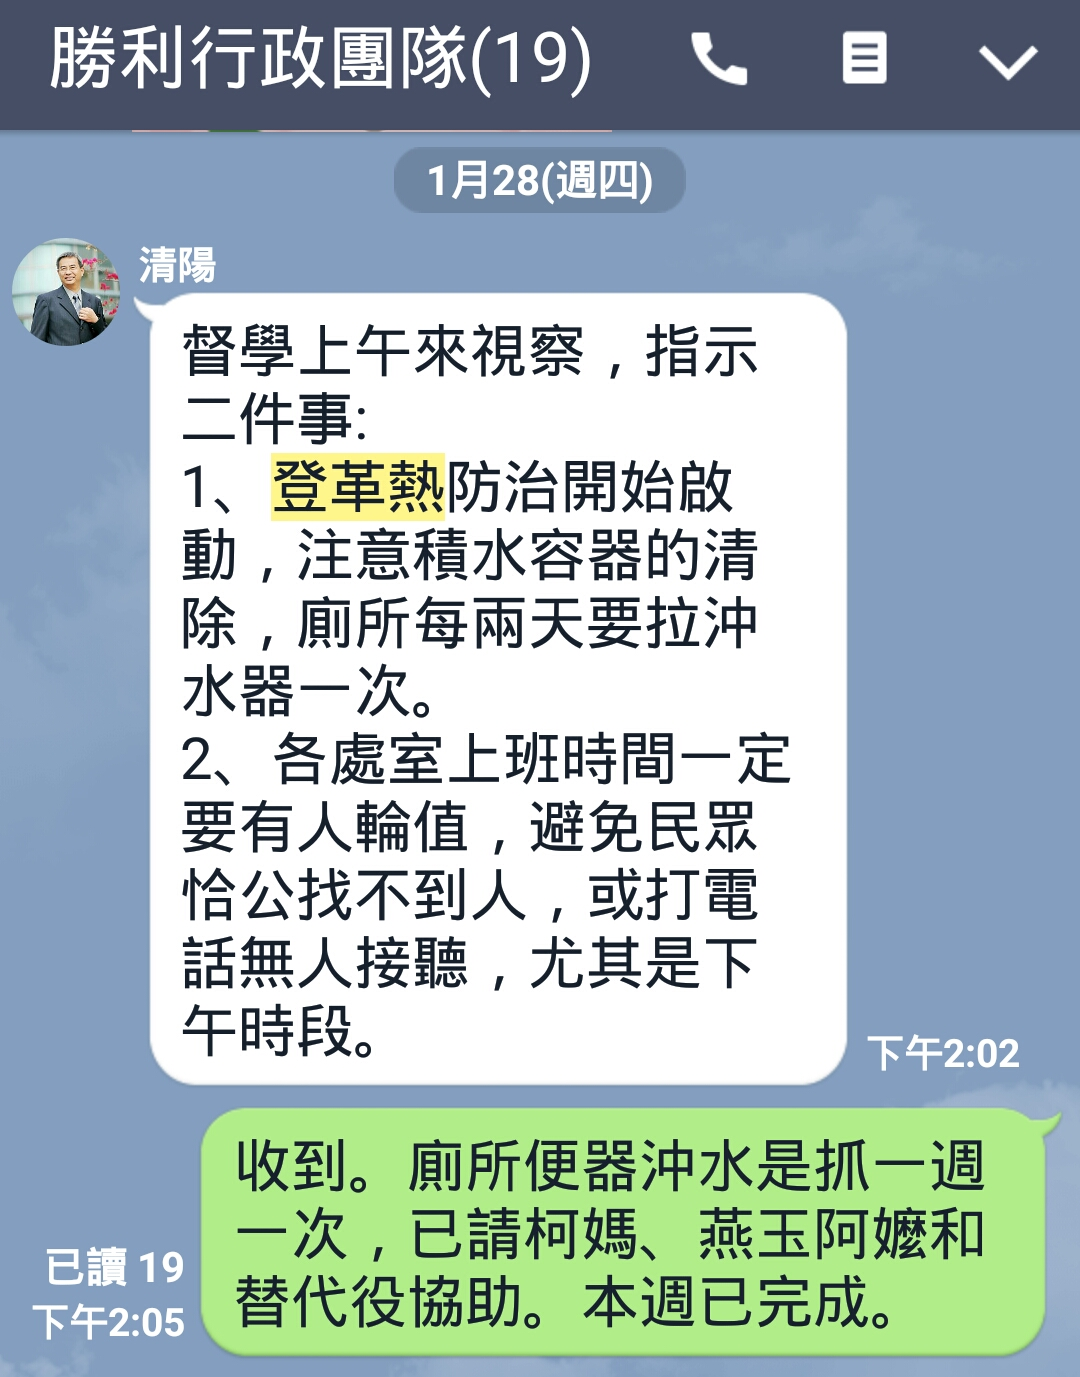 勝利行政團隊(19)
1月28(週四)
清陽
督學上午來視察，指示
二件事:
1、登革熱防治開始啟
動，注意積水容器的清
除，廁所每兩天要拉沖
水器一次。
2、各處室上班時間一定
要有人輪值，避免民眾
恰公找不到人，或打電
話無人接聽，尤其是下
午時段。
下午2:02
收到。廁所便器沖水是抓一週
一次，已請柯媽、燕玉阿嬤和
替代役協助。本週已完成。
已讀 19
下午2:05